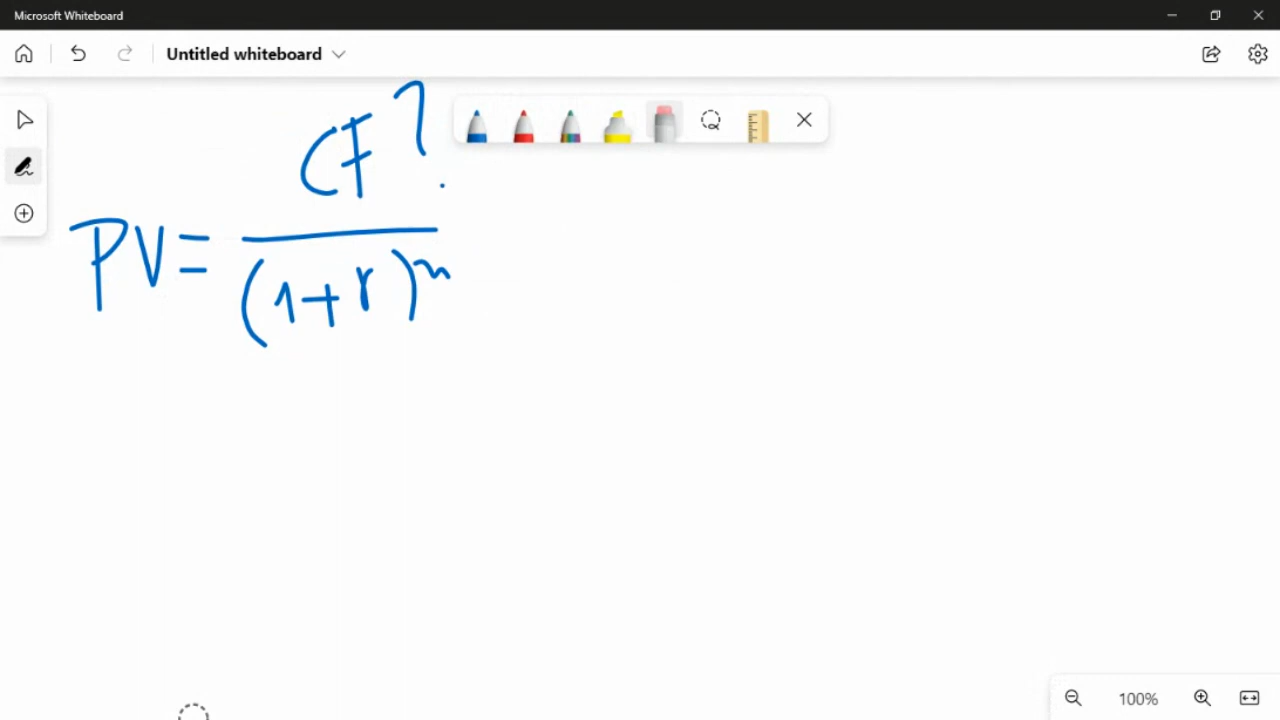 Microsoft Whiteboard
Untitled whiteboard
CF ?
PV = ———
(1+r)^n
100%